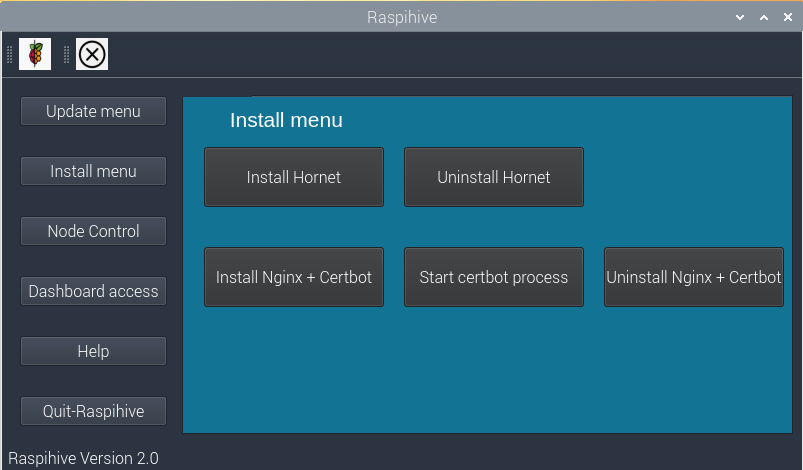 Raspihive
Update menu
Install menu
Node Control
Dashboard access
Help
Quit-Raspihive
Install menu
Install Hornet
Uninstall Hornet
Install Nginx + Certbot
Start certbot process
Uninstall Nginx + Certbot
Raspihive Version 2.0